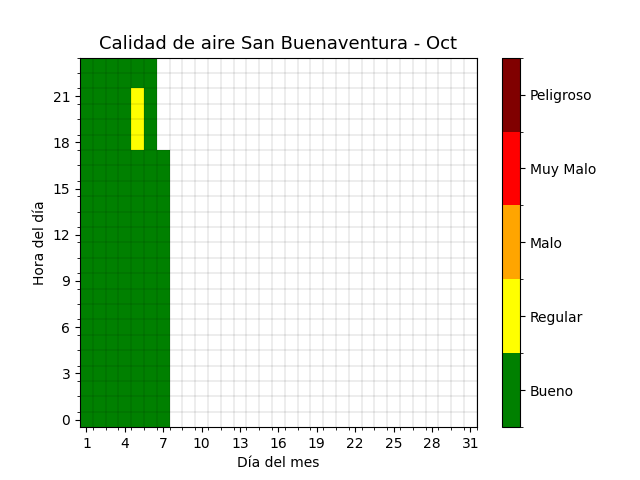 Calidad de aire San Buenaventura - Oct
Hora del día
21
18
15
12
9
6
3
0
1 4 7 10 13 16 19 22 25 28 31
Día del mes
Peligroso
Muy Malo
Malo
Regular
Bueno